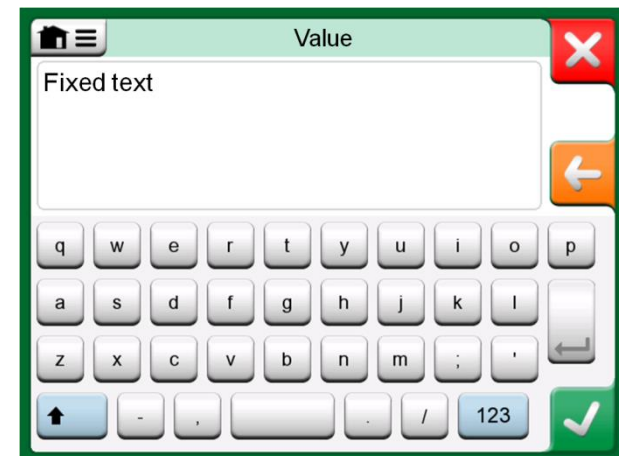 Value
Fixed text
q w e r t y u i o p
a s d f g h j k l
z x c v b n m ; '
- , . / 123